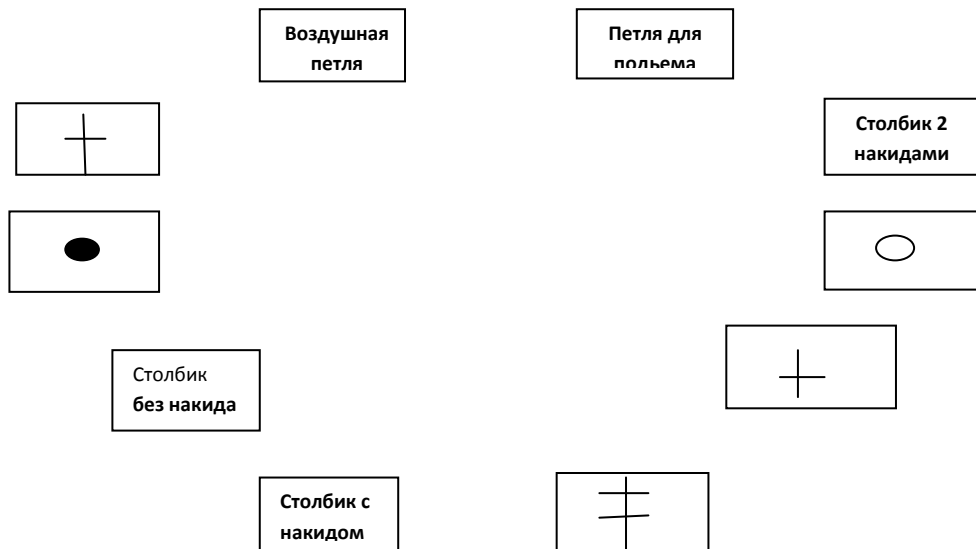 Воздушная
петля
Петля для
подьема
Столбик 2
накидами
Столбик
без накида
Столбик с
накидом